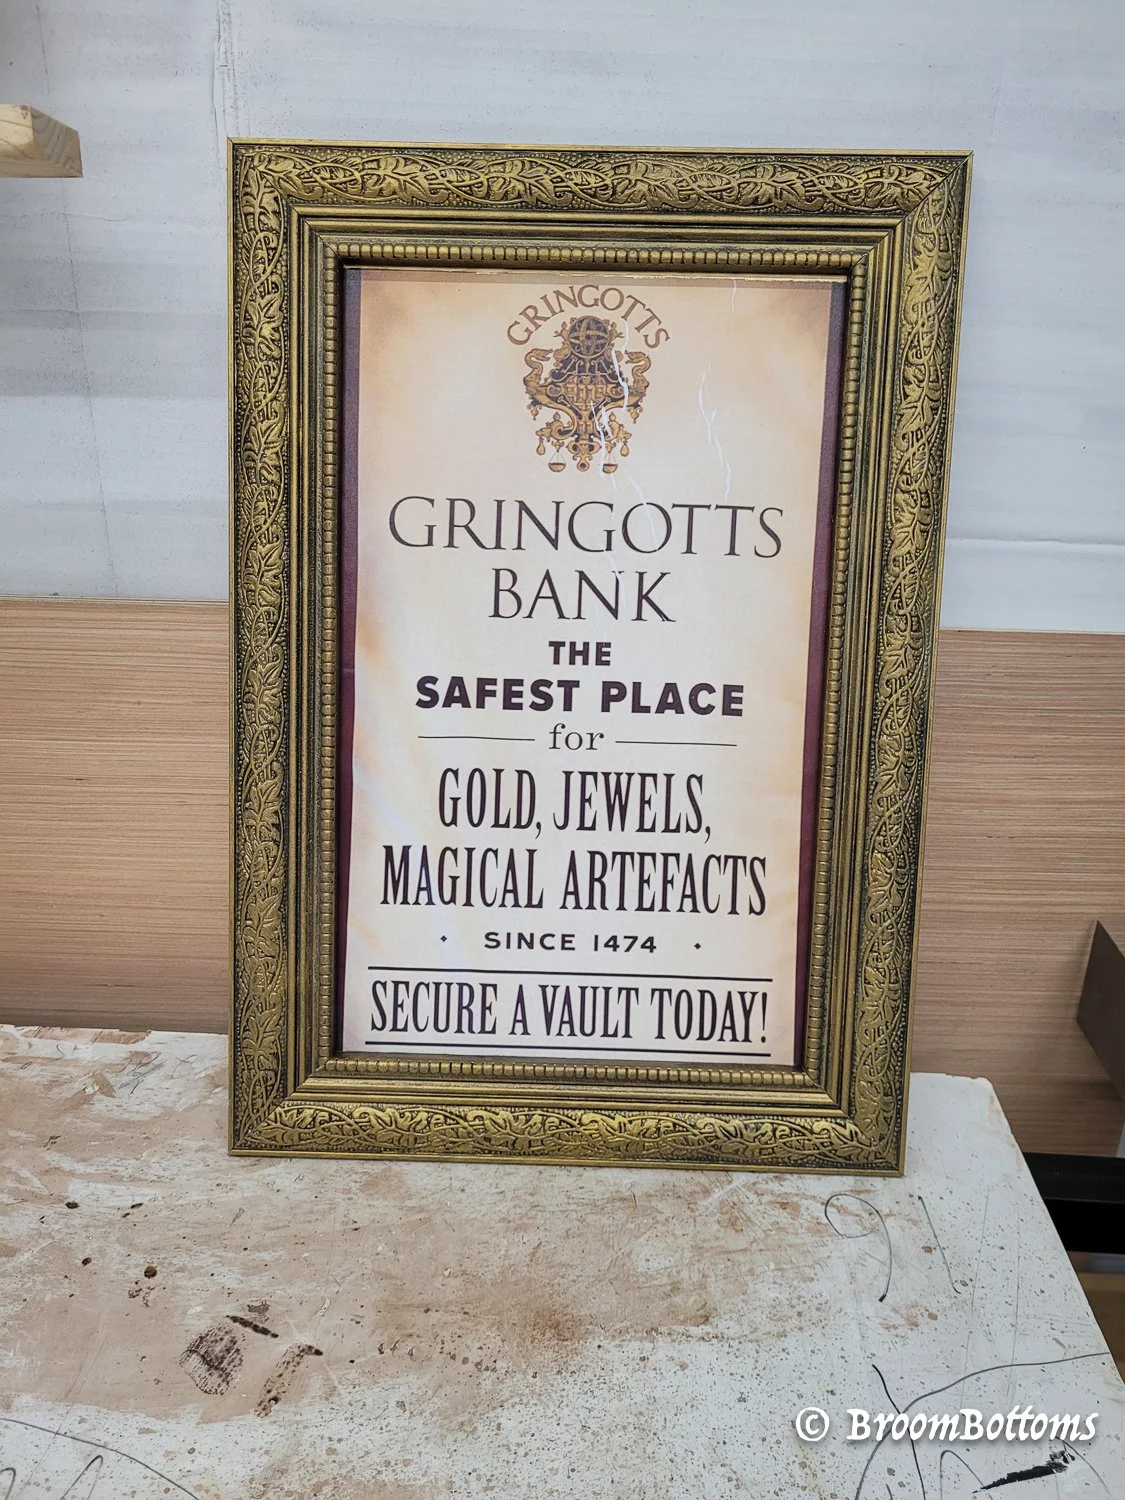 GRINGOTTS
GRINGOTTS
BANK
THE
SAFEST PLACE
for
GOLD, JEWELS,
MAGICAL ARTEFACTS
· SINCE 1474 ·
SECURE A VAULT TODAY!
© BroomBottoms